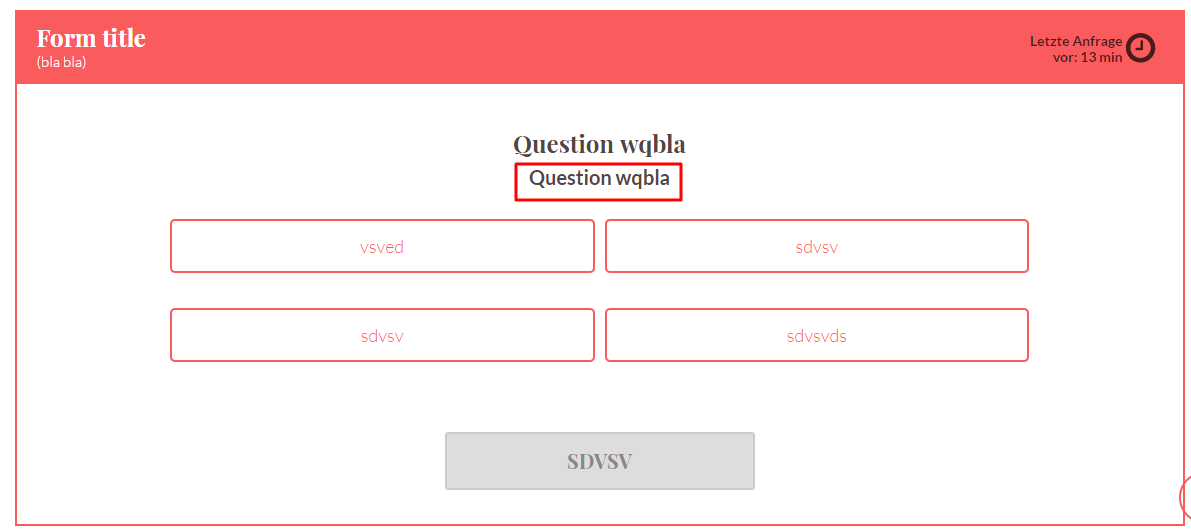 Form title
(bla bla)
Letzte Anfrage
vor: 13 min
Question wqbla
Question wqbla
vsved
sdvsv
sdvsv
sdvsvds
SDVSV